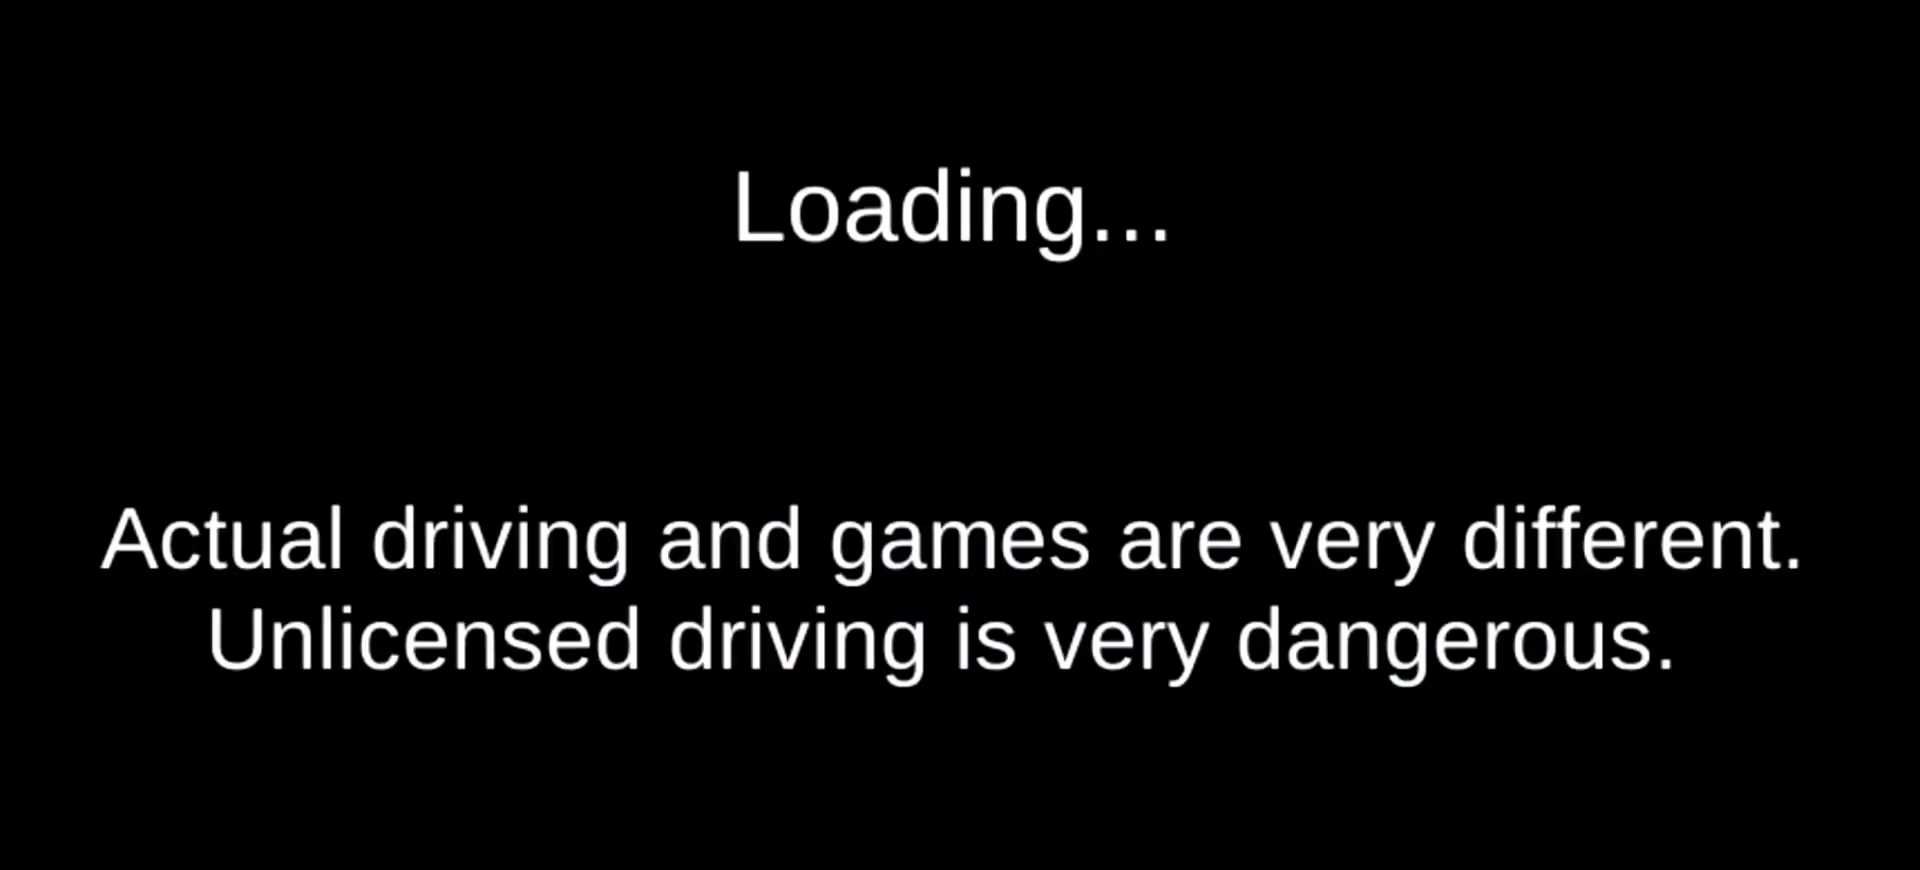 Loading...
Actual driving and games are very different.
Unlicensed driving is very dangerous.